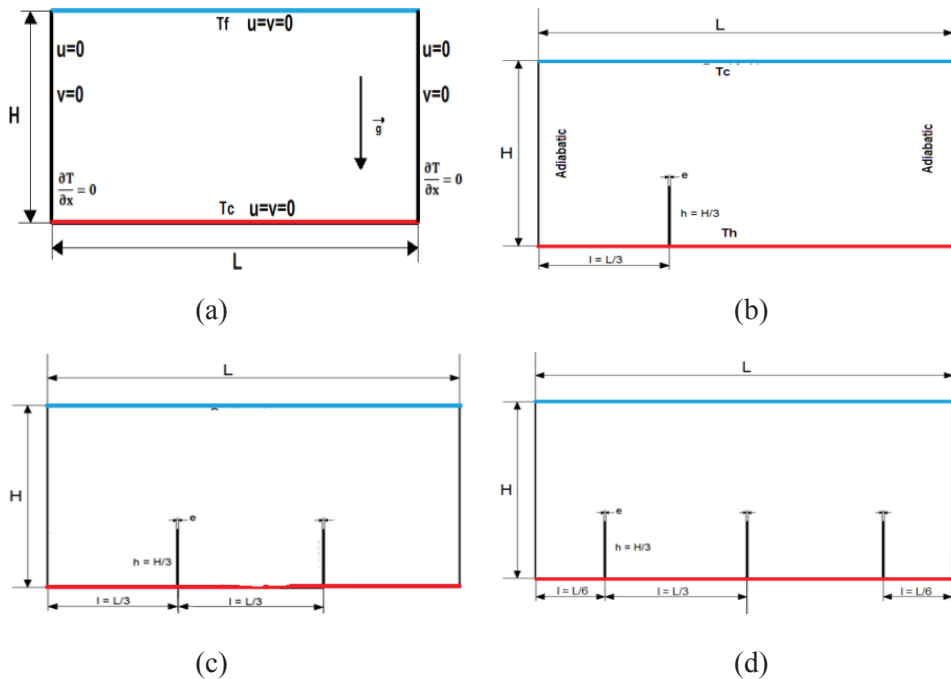 Tf u=v=0
u=0
v=0
H
∂T/∂x = 0
u=0
v=0
g
∂T/∂x = 0
Tc u=v=0
L
(a)
L
Tc
H
Adiabatic
Adiabatic
e
h = H/3
Th
l = L/3
(b)
L
H
e
h = H/3
l = L/3
l = L/3
(c)
L
H
e
h = H/3
l = L/6
l = L/3
l = L/6
(d)